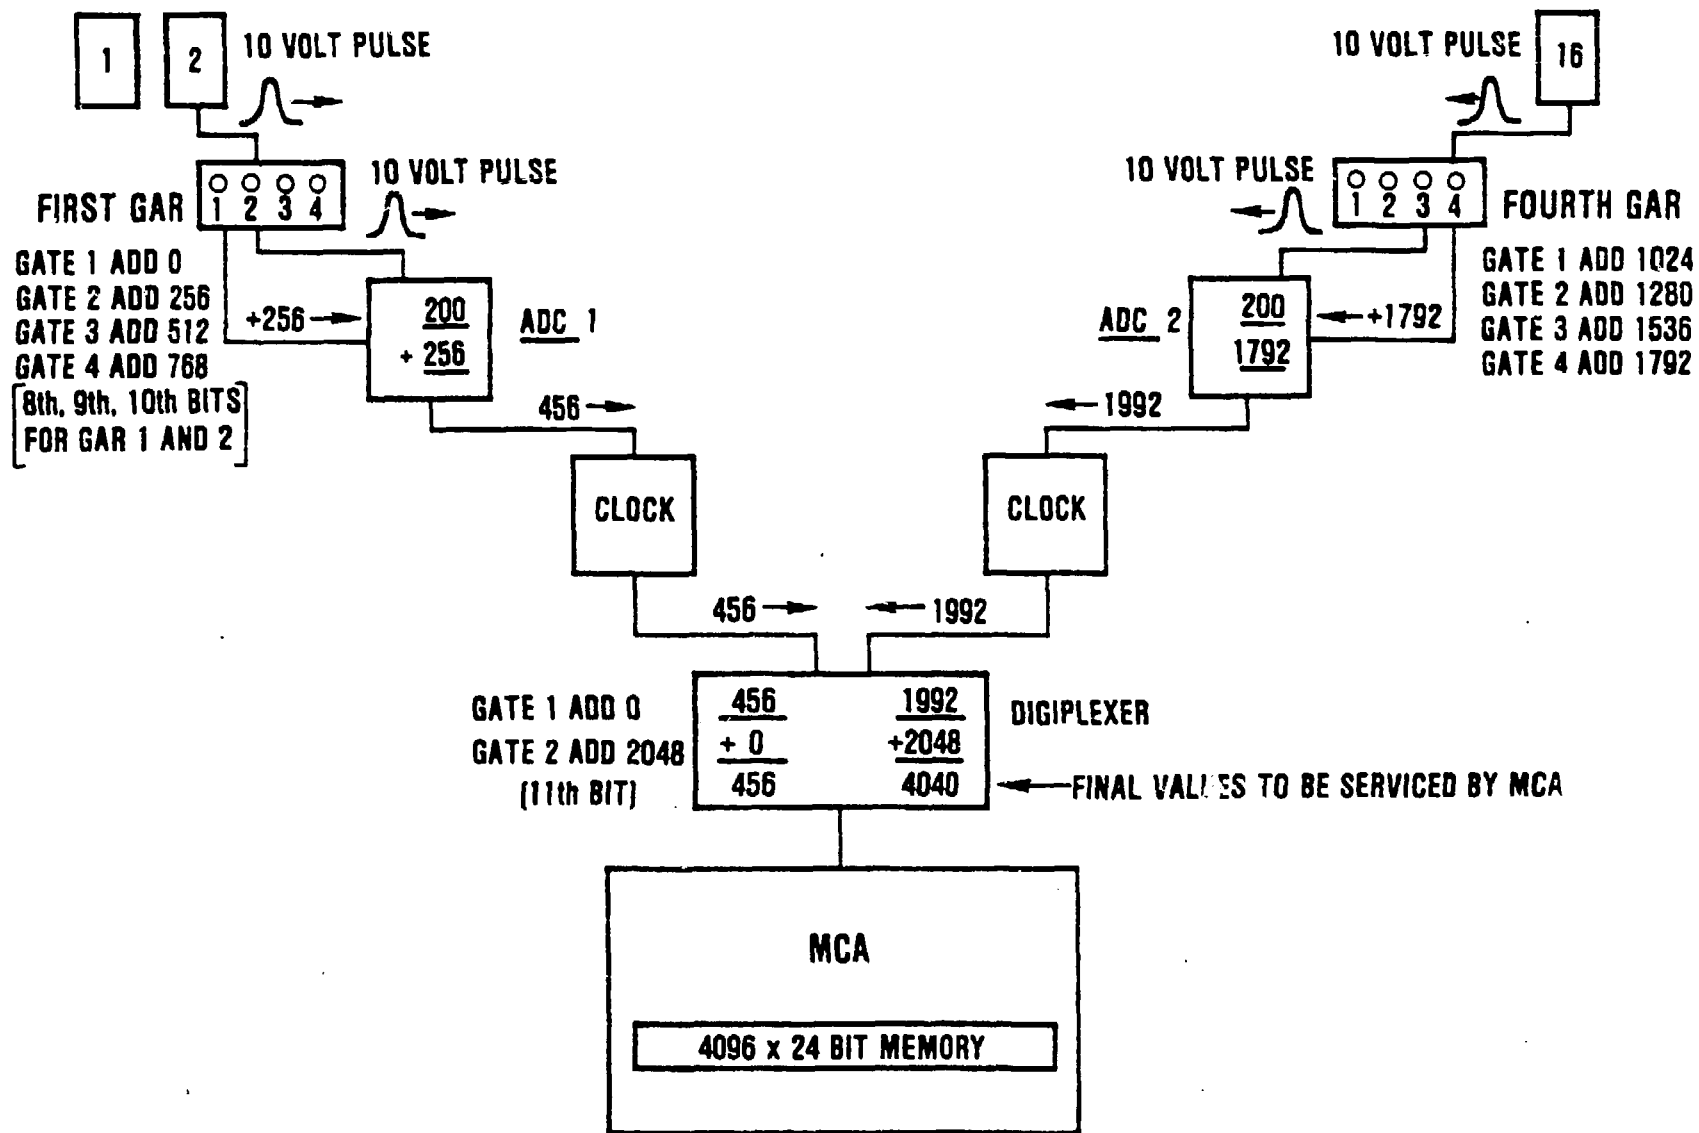 1
2
10 VOLT PULSE
10 VOLT PULSE
16
FIRST GAR
1 2 3 4
10 VOLT PULSE
10 VOLT PULSE
1 2 3 4
FOURTH GAR
GATE 1 ADD 0
GATE 2 ADD 256
GATE 3 ADD 512
GATE 4 ADD 768
[8th, 9th, 10th BITS
FOR GAR 1 AND 2]
+256
200
+ 256
ADC 1
ADC 2
200
1792
+1792
GATE 1 ADD 1024
GATE 2 ADD 1280
GATE 3 ADD 1536
GATE 4 ADD 1792
456
1992
CLOCK
CLOCK
456
1992
GATE 1 ADD 0
GATE 2 ADD 2048
(11th BIT)
456
+ 0
456
1992
+2048
4040
DIGIPLEXER
FINAL VALUES TO BE SERVICED BY MCA
MCA
4096 x 24 BIT MEMORY